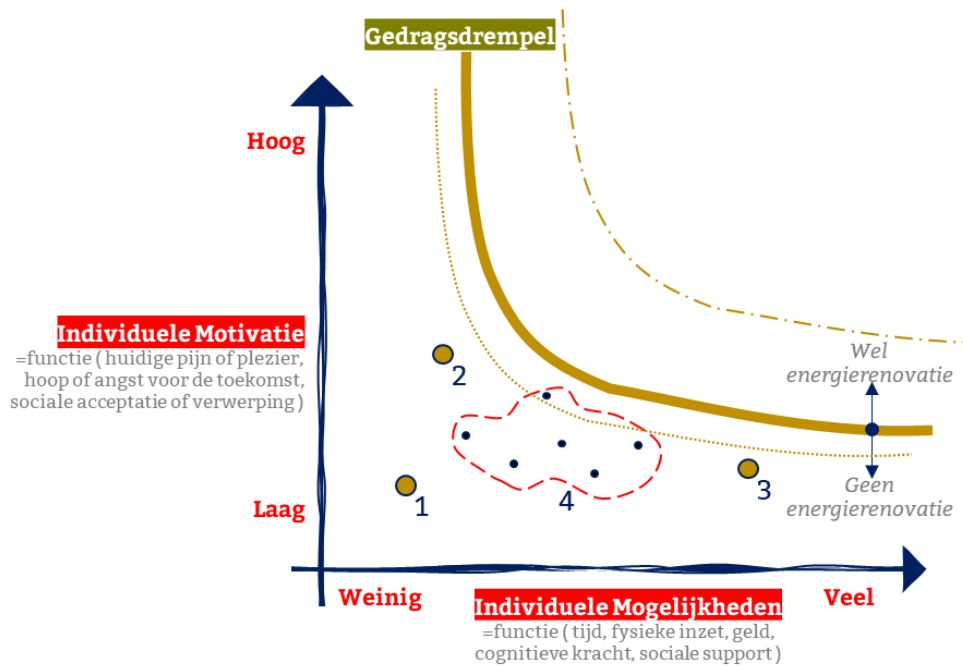 Gedragsdrempel
Hoog
Individuele Motivatie
=functie ( huidige pijn of plezier,
hoop of angst voor de toekomst,
sociale acceptatie of verwerping )
Wel
energierenovatie
2
1
4
3
Geen
energierenovatie
Laag
Weinig
Individuele Mogelijkheden
Veel
=functie ( tijd, fysieke inzet, geld,
cognitieve kracht, sociale support )